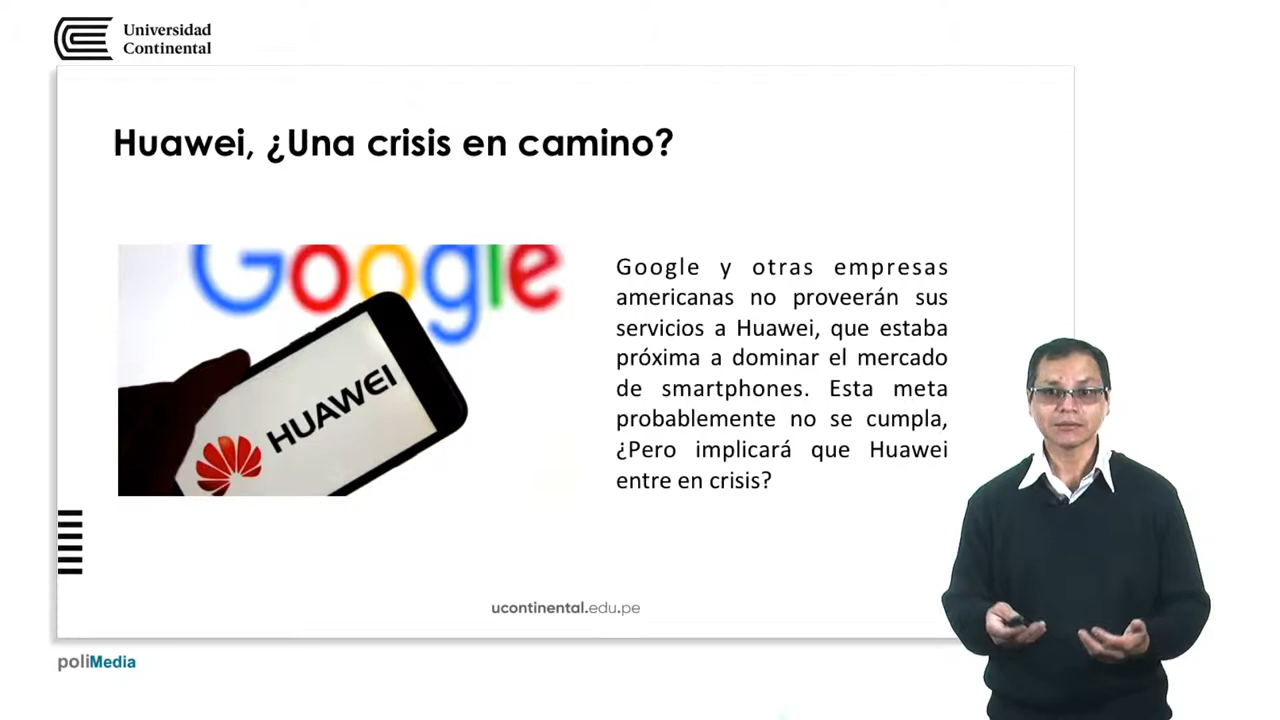 Universidad
Continental
Huawei, ¿Una crisis en camino?
Google
HUAWEI
Google y otras empresas
americanas no proveerán sus
servicios a Huawei, que estaba
próxima a dominar el mercado
de smartphones. Esta meta
probablemente no se cumpla,
¿Pero implicará que Huawei
entre en crisis?
ucontinental.edu.pe
poliMedia